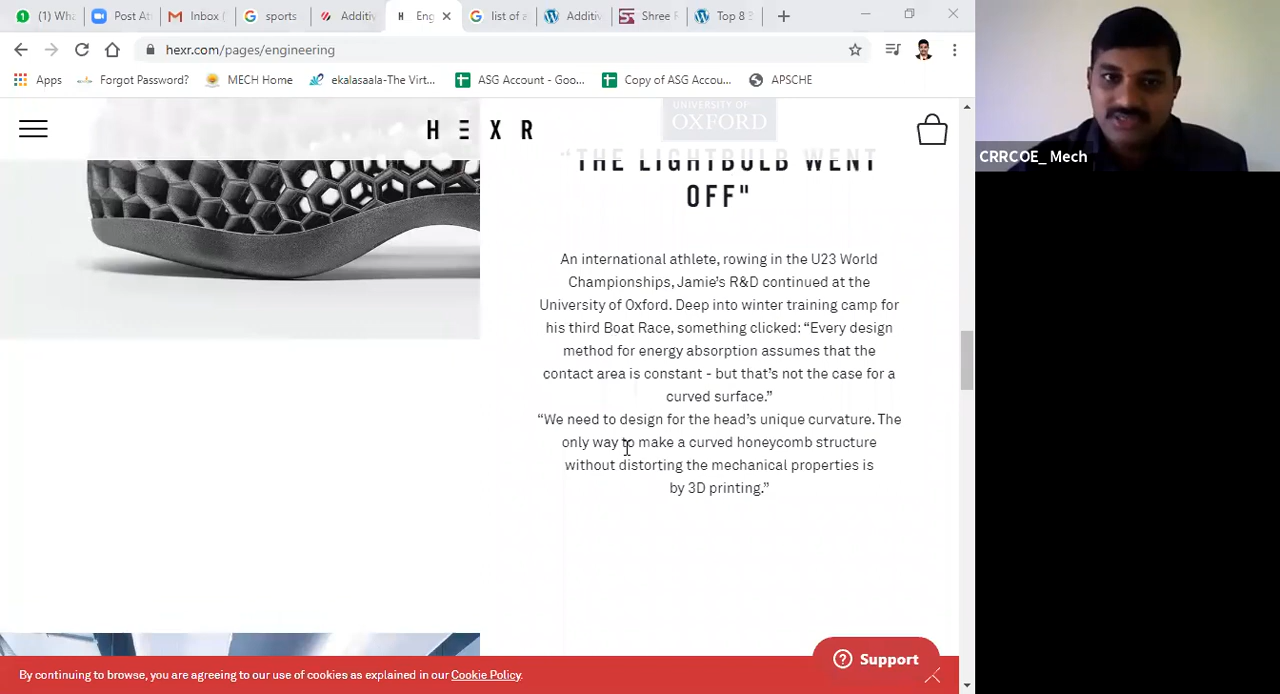 (1) Wha
Post At
Inbox (
sports
Additiv
Eng
list of a
Additiv
Shree R
Top 8 3
hexr.com/pages/engineering
Apps
Forgot Password?
MECH Home
ekalasaala-The Virt...
ASG Account - Goo...
Copy of ASG Accou...
APSCHE
HEXR
UNIVERSITY OF
OXFORD
CRRCOE_ Mech
“THE LIGHTBULB WENT
OFF"
An international athlete, rowing in the U23 World
Championships, Jamie’s R&D continued at the
University of Oxford. Deep into winter training camp for
his third Boat Race, something clicked: “Every design
method for energy absorption assumes that the
contact area is constant - but that’s not the case for a
curved surface.”
“We need to design for the head’s unique curvature. The
only way to make a curved honeycomb structure
without distorting the mechanical properties is
by 3D printing.”
Support
By continuing to browse, you are agreeing to our use of cookies as explained in our Cookie Policy.